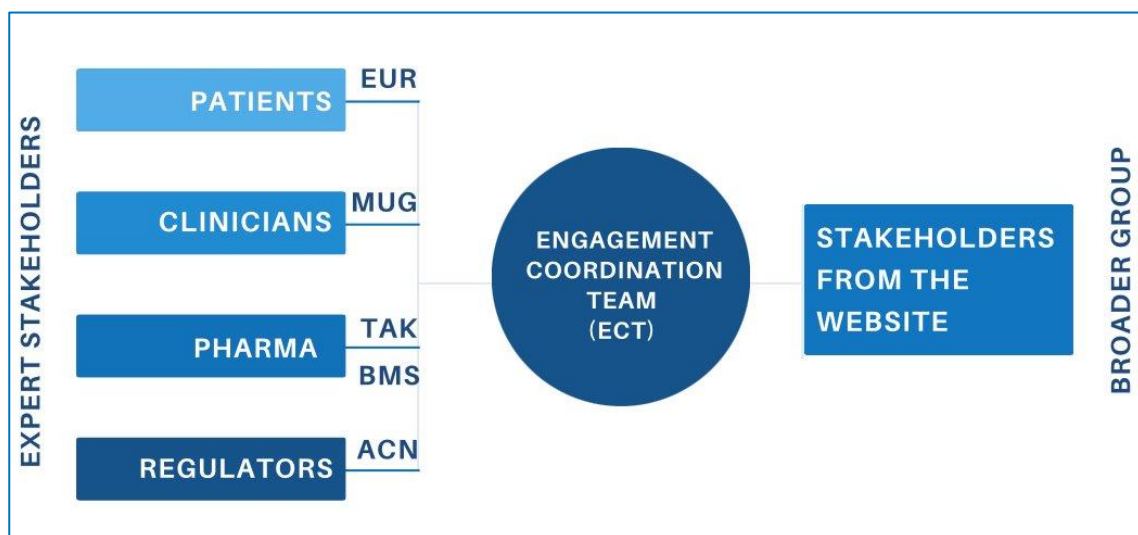 EXPERT STAKEHOLDERS
PATIENTS
EUR
CLINICIANS
MUG
PHARMA
TAK
BMS
REGULATORS
ACN
ENGAGEMENT
COORDINATION
TEAM
(ECT)
STAKEHOLDERS
FROM THE
WEBSITE
BROADER GROUP